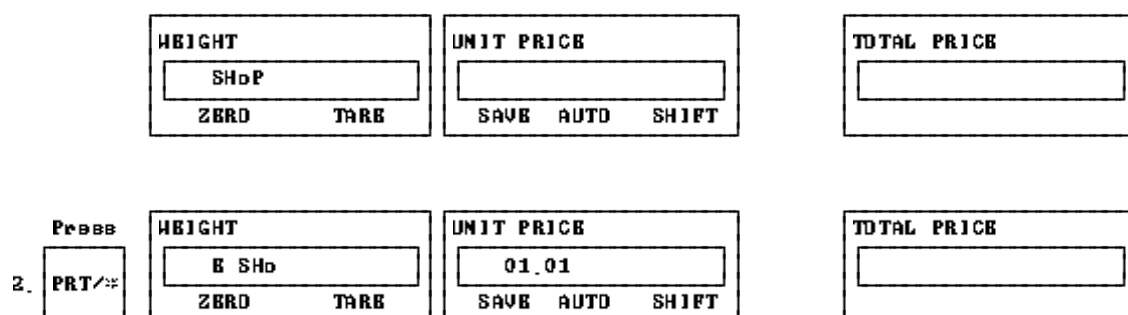 WEIGHT UNIT PRICE TOTAL PRICE
SHoP
ZERO TARE SAVE AUTO SHIFT
Press WEIGHT UNIT PRICE TOTAL PRICE
2. PRT/* E SHo 01.01
ZERO TARE SAVE AUTO SHIFT